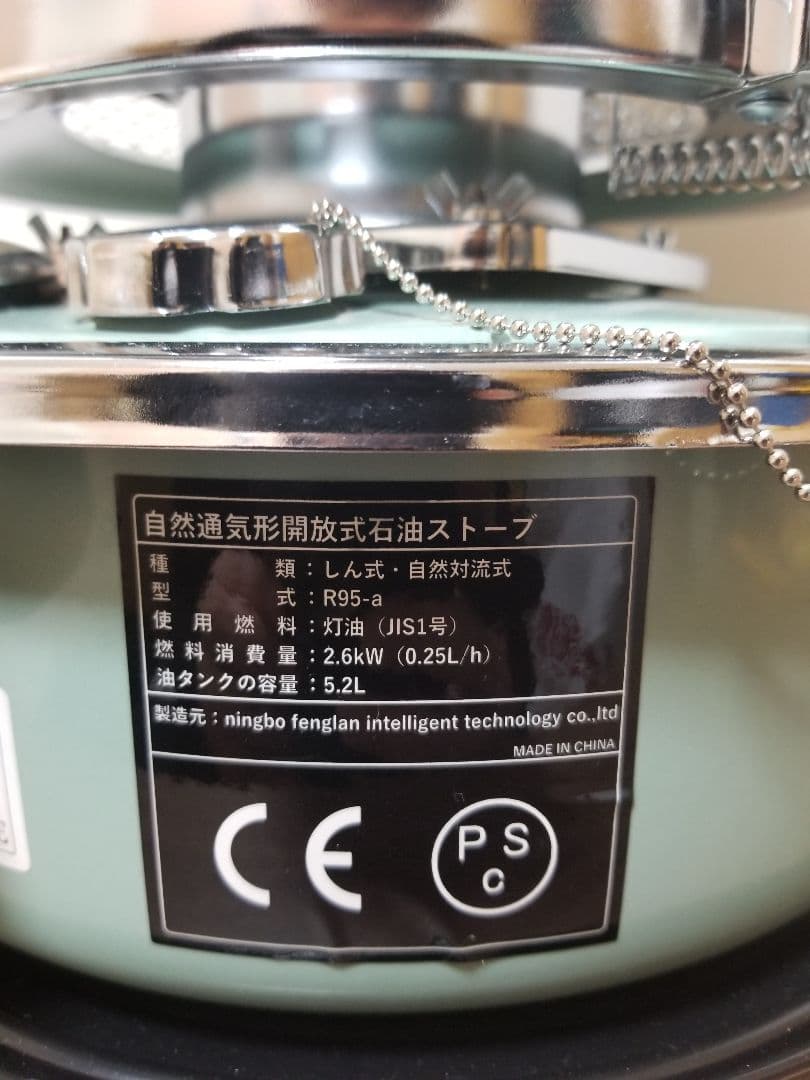 自然通気形開放式石油ストーブ
種類：しん式・自然対流式
型式：R95-a
使用燃料：灯油（JIS1号）
燃料消費量：2.6kW（0.25L/h）
油タンクの容量：5.2L
製造元：ningbo fenglan intelligent technology co.,ltd
MADE IN CHINA
CE
PS
C
E